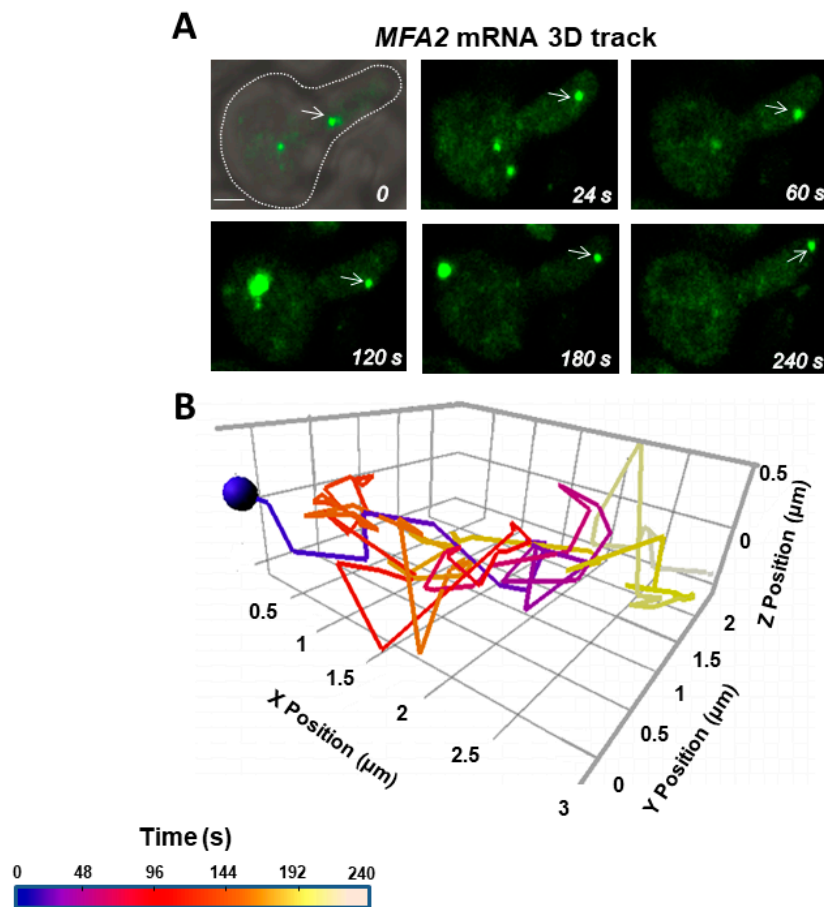 A
MFA2 mRNA 3D track
0
24 s
60 s
120 s
180 s
240 s
B
0.5
0
Z Position (µm)
0.5
1
1.5
2
2.5
3
X Position (µm)
2
1.5
1
0.5
0
Y Position (µm)
Time (s)
0 48 96 144 192 240